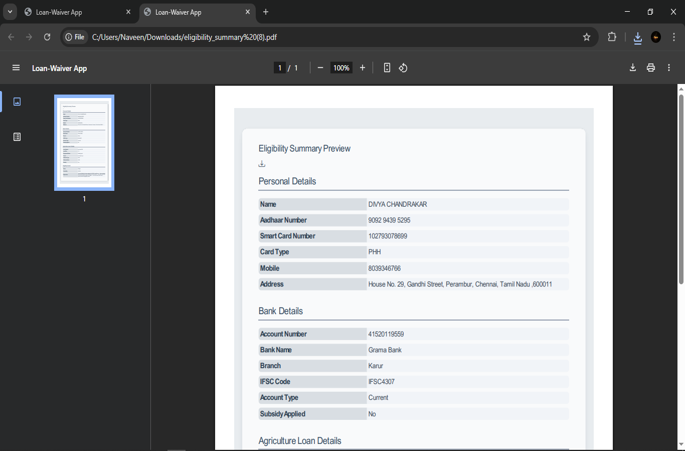 Loan-Waiver App
Loan-Waiver App
File C:/Users/Naveen/Downloads/eligibility_summary%20(8).pdf
Loan-Waiver App
1 / 1
100%
1
Eligibility Summary Preview
Personal Details
Name DIVYA CHANDRAKAR
Aadhaar Number 9092 9439 5295
Smart Card Number 102793078699
Card Type PHH
Mobile 8039346766
Address House No. 29, Gandhi Street, Perambur, Chennai, Tamil Nadu ,600011
Bank Details
Account Number 41520119559
Bank Name Grama Bank
Branch Karur
IFSC Code IFSC4307
Account Type Current
Subsidy Applied No
Agriculture Loan Details